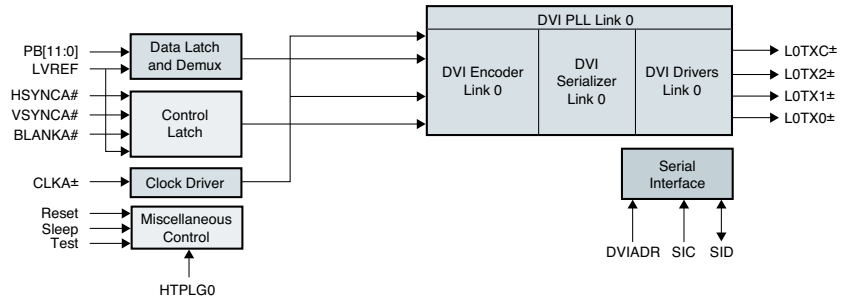 PB[11:0]
LVREF
HSYNCA#
VSYNCA#
BLANKA#
CLKA±
Reset
Sleep
Test
HTPLG0
Data Latch
and Demux
Control
Latch
Clock Driver
Miscellaneous
Control
DVI PLL Link 0
DVI Encoder
Link 0
DVI
Serializer
Link 0
DVI Drivers
Link 0
L0TXC±
L0TX2±
L0TX1±
L0TX0±
Serial
Interface
DVIADR
SIC
SID